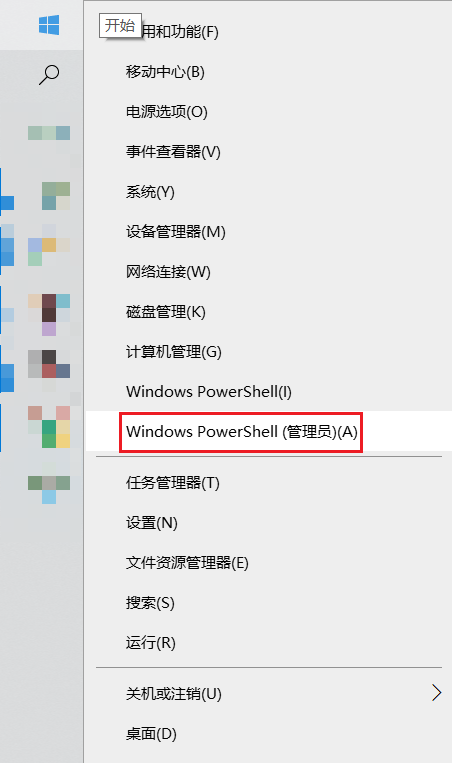 开始
用和功能(F)
移动中心(B)
电源选项(O)
事件查看器(V)
系统(Y)
设备管理器(M)
网络连接(W)
磁盘管理(K)
计算机管理(G)
Windows PowerShell(I)
Windows PowerShell (管理员)(A)
任务管理器(T)
设置(N)
文件资源管理器(E)
搜索(S)
运行(R)
关机或注销(U)
桌面(D)